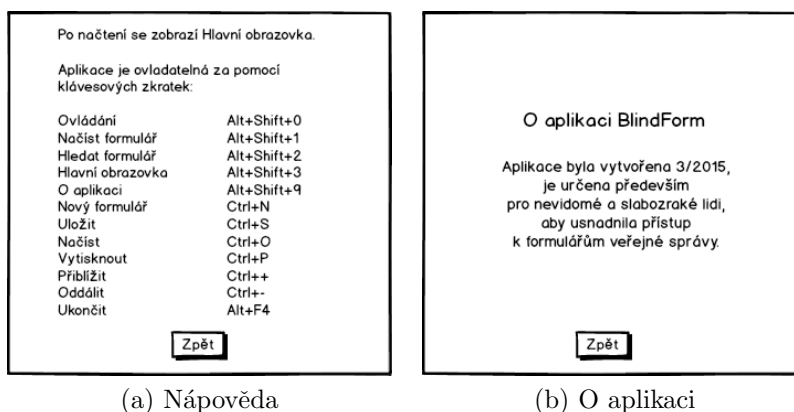 Po načtení se zobrazí Hlavní obrazovka.
Aplikace je ovladatelná za pomocí
klávesových zkratek:
Ovládání Alt+Shift+0
Načíst formulář Alt+Shift+1
Hledat formulář Alt+Shift+2
Hlavní obrazovka Alt+Shift+3
O aplikaci Alt+Shift+9
Nový formulář Ctrl+N
Uložit Ctrl+S
Načíst Ctrl+O
Vytisknout Ctrl+P
Přiblížit Ctrl++
Oddálit Ctrl+-
Ukončit Alt+F4
Zpět
(a) Nápověda
O aplikaci BlindForm
Aplikace byla vytvořena 3/2015,
je určena především
pro nevidomé a slabozraké lidi,
aby usnadnila přístup
k formulářům veřejné správy.
Zpět
(b) O aplikaci